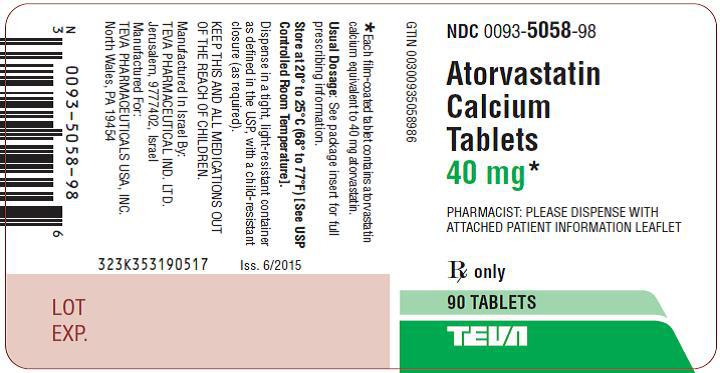 NDC 0093-5058-98
Atorvastatin
Calcium
Tablets
40 mg*
PHARMACIST: PLEASE DISPENSE WITH
ATTACHED PATIENT INFORMATION LEAFLET
Rx only
90 TABLETS
TEVA
GTIN 00300935058986
*Each film-coated tablet contains atorvastatin
calcium equivalent to 40 mg atorvastatin.
Usual Dosage: See package insert for full
prescribing information.
Store at 20° to 25°C (68° to 77°F) [See USP
Controlled Room Temperature].
Dispense in a tight, light-resistant container
as defined in the USP, with a child-resistant
closure (as required).
KEEP THIS AND ALL MEDICATIONS OUT
OF THE REACH OF CHILDREN.
Manufactured In Israel By:
TEVA PHARMACEUTICAL IND. LTD.
Jerusalem, 9777402, Israel
Manufactured For:
TEVA PHARMACEUTICALS USA, INC.
North Wales, PA 19454
N
3 0093-5058-98 6
323K353190517 Iss. 6/2015
LOT
EXP.